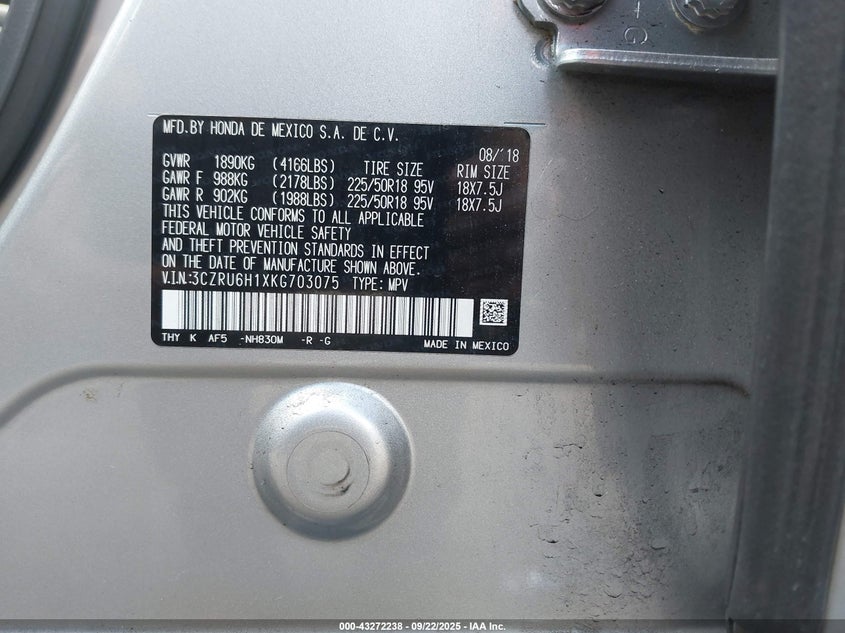 G
MFD.BY HONDA DE MEXICO S.A. DE C.V.
08/'18
GVWR 1890KG (4166LBS) TIRE SIZE RIM SIZE
GAWR F 988KG (2178LBS) 225/50R18 95V 18X7.5J
GAWR R 902KG (1988LBS) 225/50R18 95V 18X7.5J
THIS VEHICLE CONFORMS TO ALL APPLICABLE
FEDERAL MOTOR VEHICLE SAFETY
AND THEFT PREVENTION STANDARDS IN EFFECT
ON THE DATE OF MANUFACTURE SHOWN ABOVE.
V.I.N:3CZRU6H1XKG703075 TYPE: MPV
THY K AF5 -NH830M -R -G MADE IN MEXICO
000-43272238 - 09/22/2025 - IAA Inc.